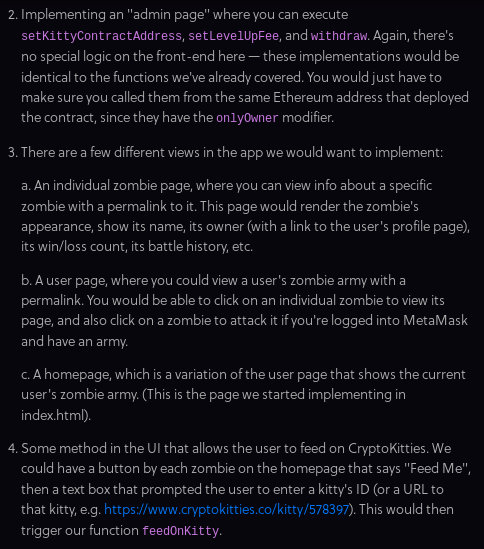 2. Implementing an "admin page" where you can execute
setKittyContractAddress, setLevelUpFee, and withdraw. Again, there's
no special logic on the front-end here — these implementations would be
identical to the functions we've already covered. You would just have to
make sure you called them from the same Ethereum address that deployed
the contract, since they have the onlyOwner modifier.
3. There are a few different views in the app we would want to implement:
a. An individual zombie page, where you can view info about a specific
zombie with a permalink to it. This page would render the zombie's
appearance, show its name, its owner (with a link to the user's profile page),
its win/loss count, its battle history, etc.
b. A user page, where you could view a user's zombie army with a
permalink. You would be able to click on an individual zombie to view its
page, and also click on a zombie to attack it if you're logged into MetaMask
and have an army.
c. A homepage, which is a variation of the user page that shows the current
user's zombie army. (This is the page we started implementing in
index.html).
4. Some method in the UI that allows the user to feed on CryptoKitties. We
could have a button by each zombie on the homepage that says "Feed Me",
then a text box that prompted the user to enter a kitty's ID (or a URL to
that kitty, e.g. https://www.cryptokitties.co/kitty/578397). This would then
trigger our function feedOnKitty.